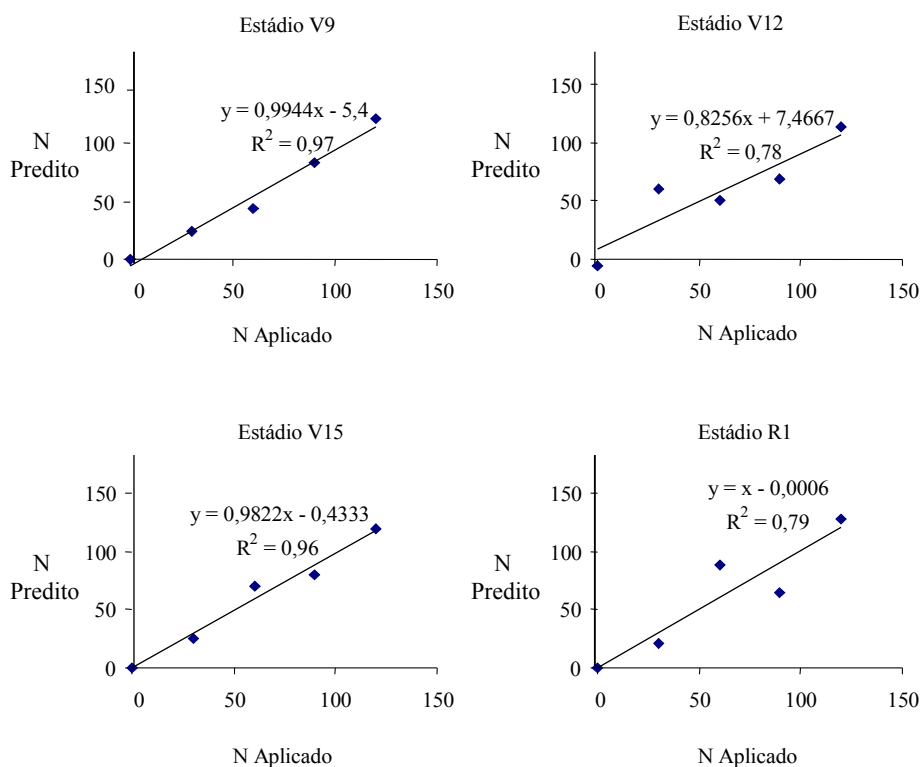 Estádio V9
150
100
50
0
y = 0,9944x - 5,4
R² = 0,97
N
Predito
0 50 100 150
N Aplicado
Estádio V12
150
100
50
0
y = 0,8256x + 7,4667
R² = 0,78
N
Predito
0 50 100 150
N Aplicado
Estádio V15
150
100
50
0
y = 0,9822x - 0,4333
R² = 0,96
N
Predito
0 50 100 150
N Aplicado
Estádio R1
150
100
50
0
y = x - 0,0006
R² = 0,79
N
Predito
0 50 100 150
N Aplicado